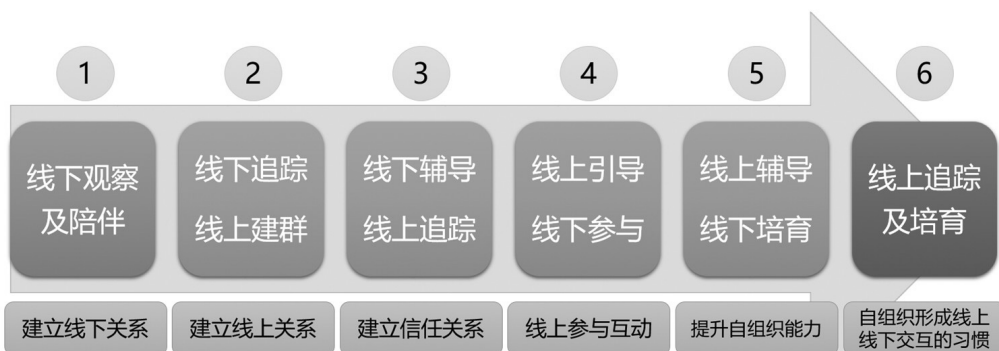 1
2
3
4
5
6
线下观察
及陪伴
线下追踪
线上建群
线下辅导
线上追踪
线上引导
线下参与
线上辅导
线下培育
线上追踪
及培育
建立线下关系
建立线上关系
建立信任关系
线上参与互动
提升自组织能力
自组织形成线上
线下交互的习惯